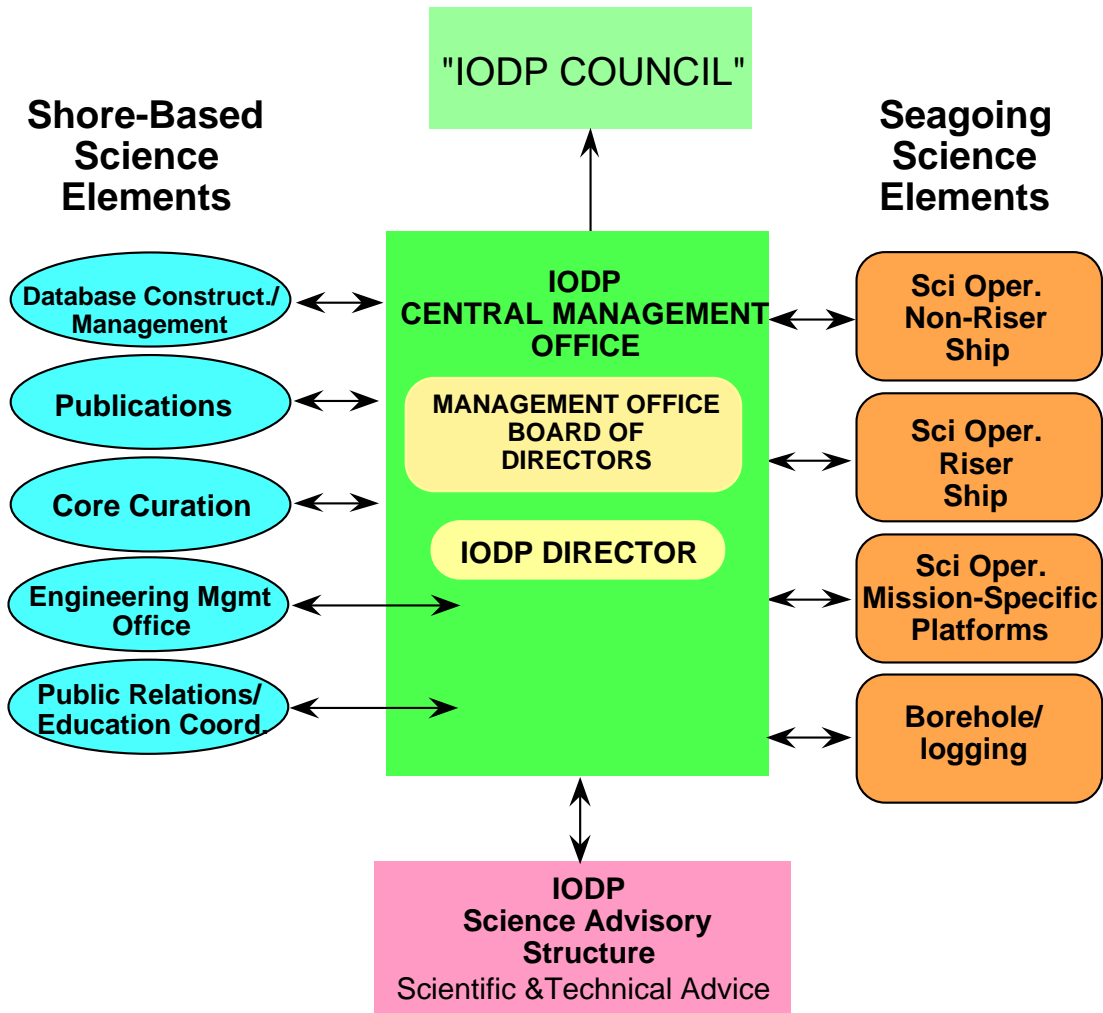 "IODP COUNCIL"
Shore-Based
Science
Elements
Seagoing
Science
Elements
Database Construct./
Management
Publications
Core Curation
Engineering Mgmt
Office
Public Relations/
Education Coord.
IODP
CENTRAL MANAGEMENT
OFFICE
MANAGEMENT OFFICE
BOARD OF
DIRECTORS
IODP DIRECTOR
Sci Oper.
Non-Riser
Ship
Sci Oper.
Riser
Ship
Sci Oper.
Mission-Specific
Platforms
Borehole/
logging
IODP
Science Advisory
Structure
Scientific &Technical Advice